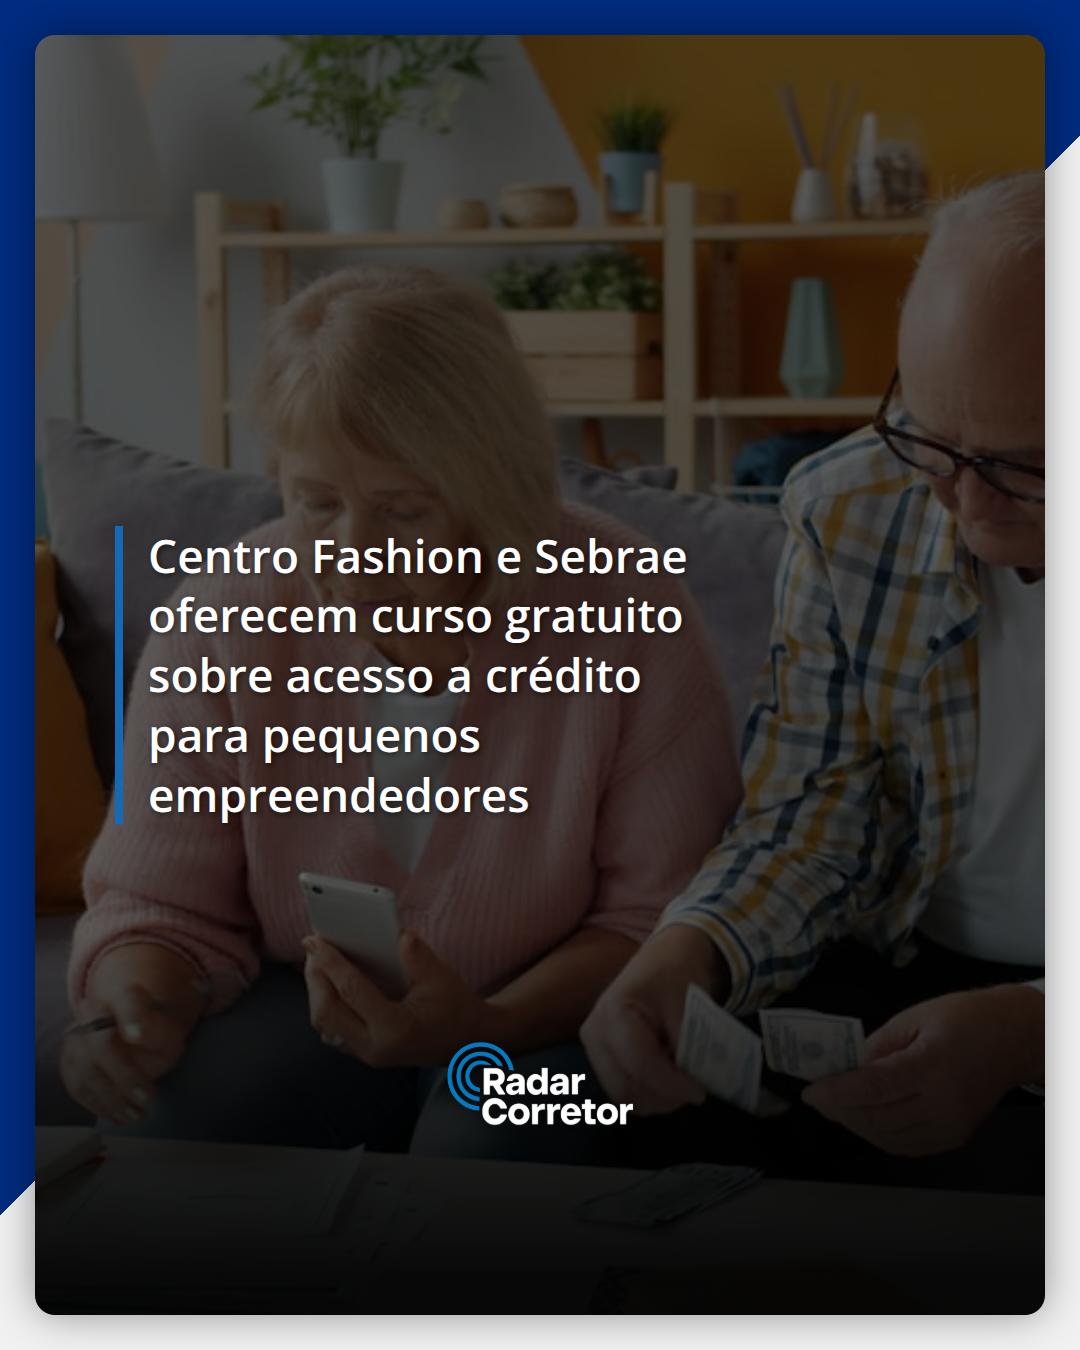 Centro Fashion e Sebrae
oferecem curso gratuito
sobre acesso a crédito
para pequenos
empreendedores
Radar
Corretor